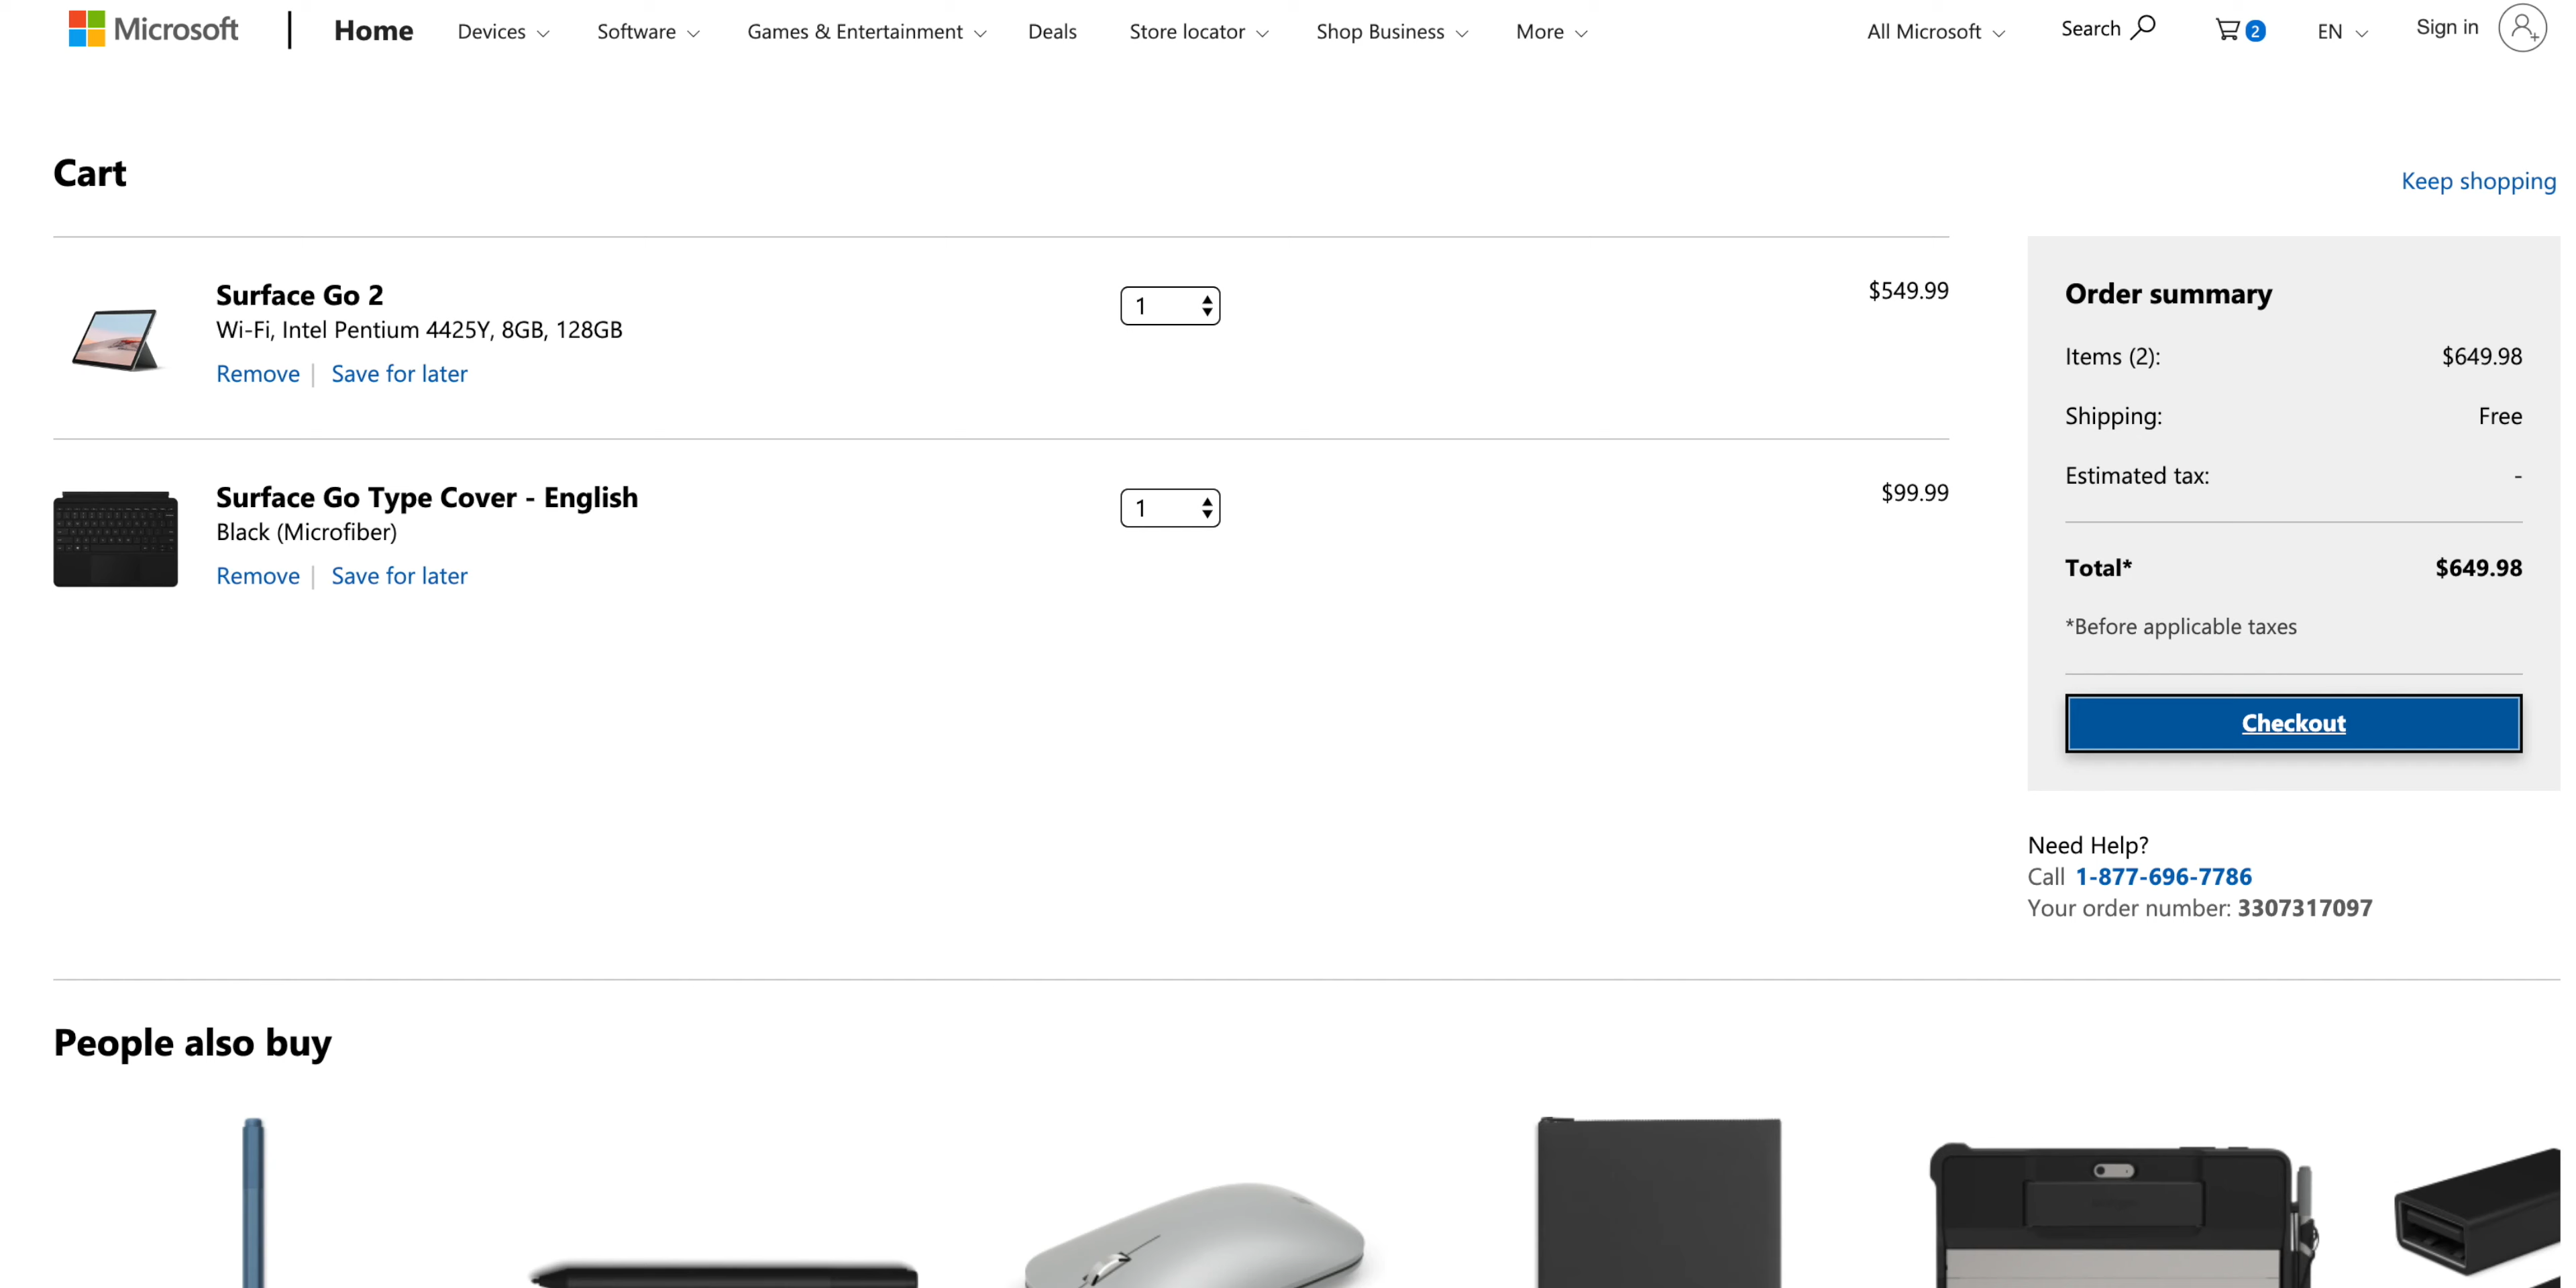 Microsoft | Home Devices Software Games & Entertainment Deals Store locator Shop Business More All Microsoft Search 2 EN Sign in
Cart
Keep shopping
Surface Go 2
Wi-Fi, Intel Pentium 4425Y, 8GB, 128GB
Remove | Save for later
1
$549.99
Surface Go Type Cover - English
Black (Microfiber)
Remove | Save for later
1
$99.99
Order summary
Items (2): $649.98
Shipping: Free
Estimated tax: -
Total* $649.98
*Before applicable taxes
Checkout
Need Help?
Call 1-877-696-7786
Your order number: 3307317097
People also buy